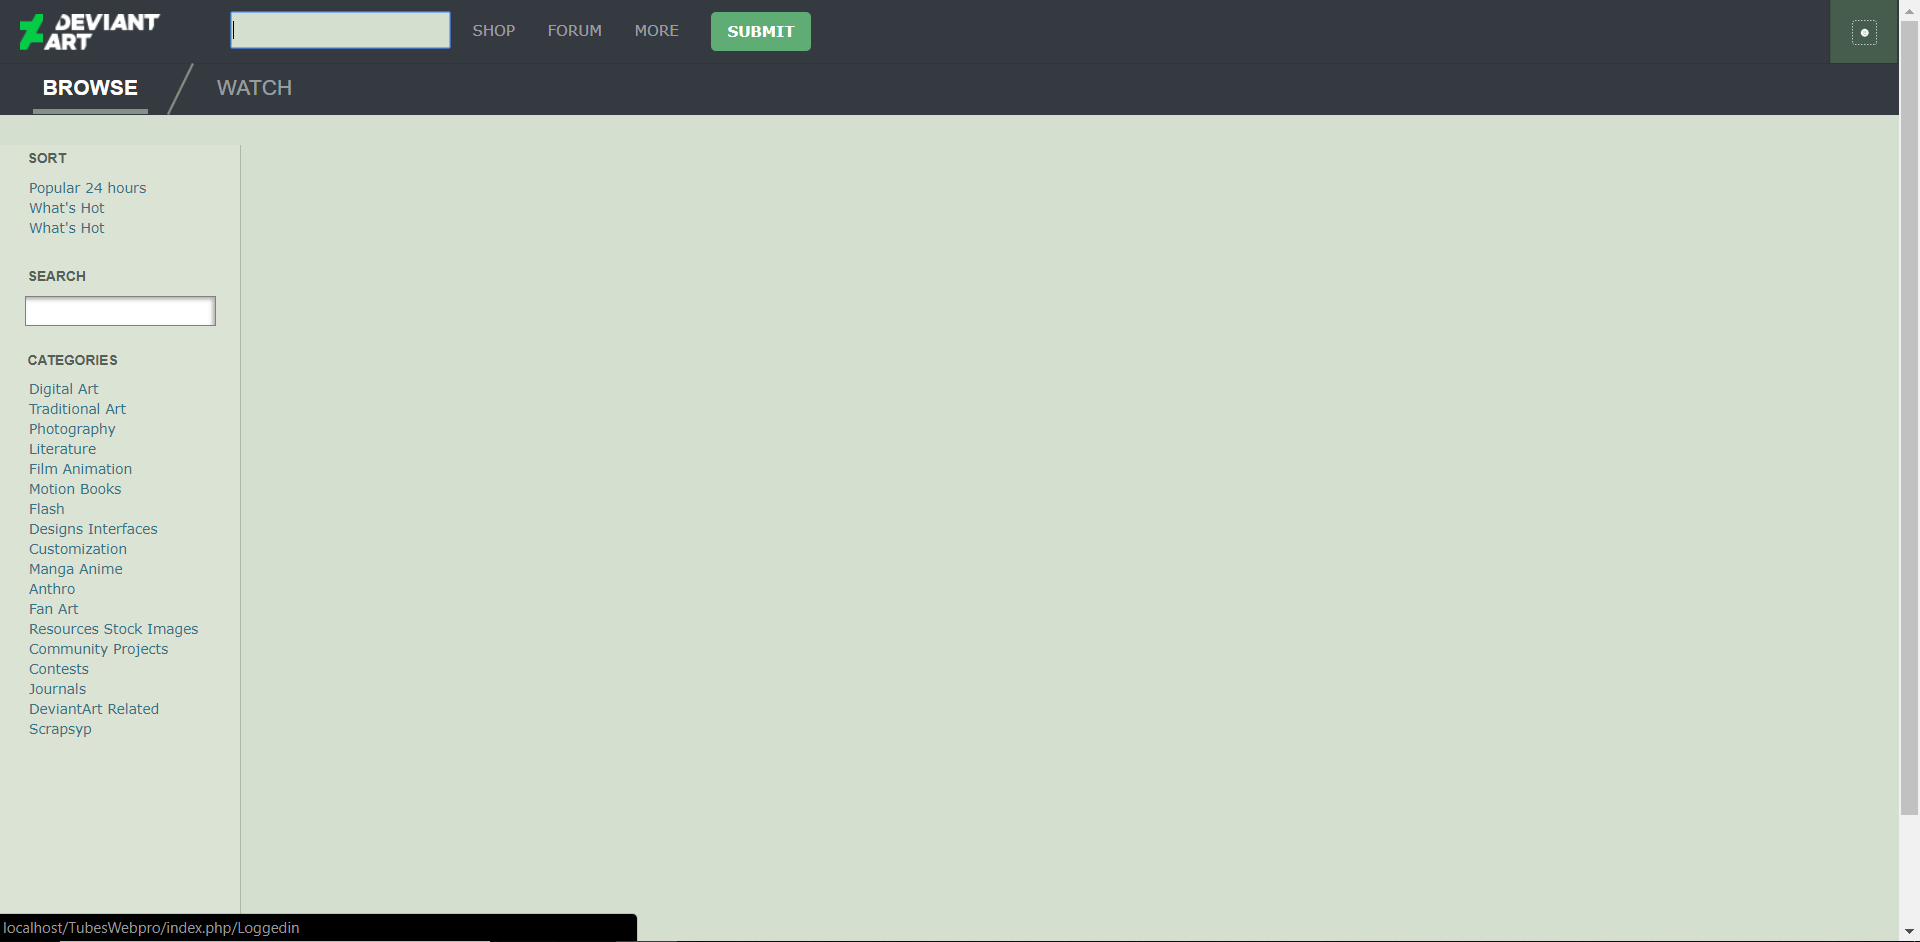 DEVIANT
ART
SHOP
FORUM
MORE
SUBMIT
BROWSE
WATCH
SORT
Popular 24 hours
What's Hot
What's Hot
SEARCH
CATEGORIES
Digital Art
Traditional Art
Photography
Literature
Film Animation
Motion Books
Flash
Designs Interfaces
Customization
Manga Anime
Anthro
Fan Art
Resources Stock Images
Community Projects
Contests
Journals
DeviantArt Related
Scrapsyp
localhost/TubesWebpro/index.php/Loggedin